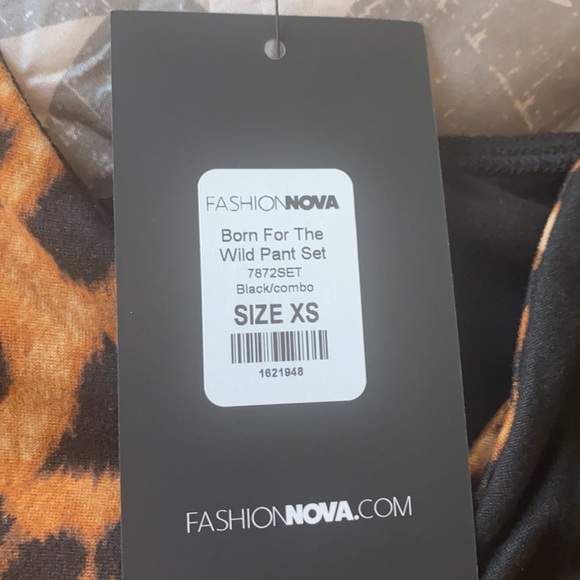 FASHIONNOVA
Born For The
Wild Pant Set
7872SET
Black/combo
SIZE XS
1621948
FASHIONNOVA.COM